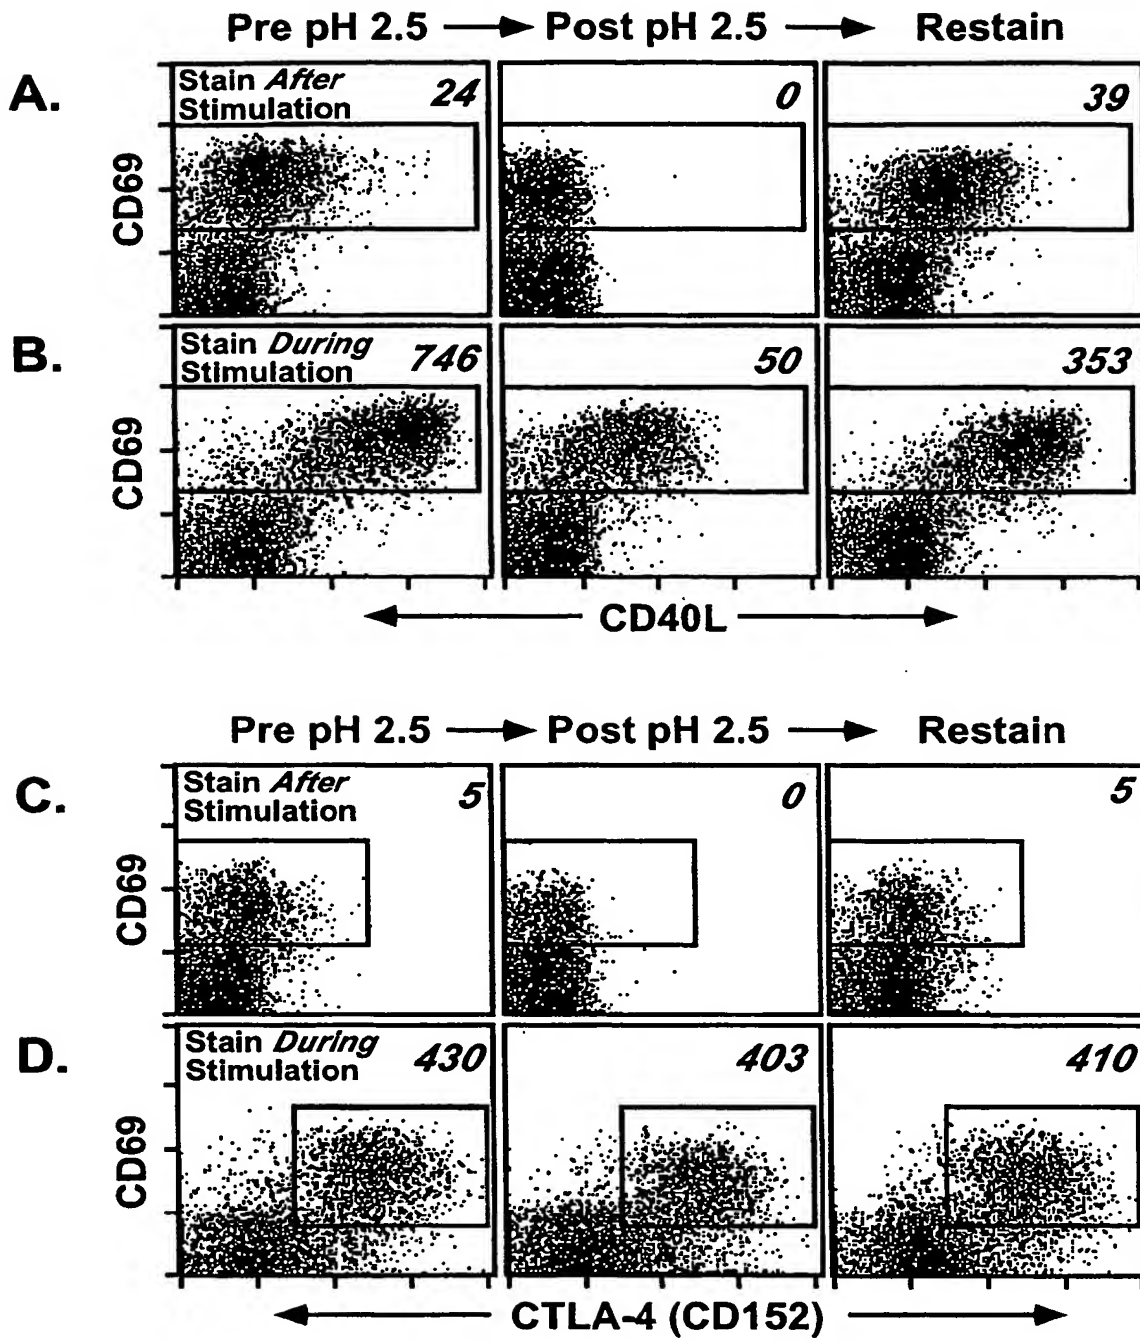 Pre pH 2.5 → Post pH 2.5 → Restain
A.
Stain After
Stimulation
24
0
39
CD69
B.
Stain During
Stimulation
746
50
353
CD69
CD40L
Pre pH 2.5 → Post pH 2.5 → Restain
C.
Stain After
Stimulation
5
0
5
CD69
D.
Stain During
Stimulation
430
403
410
CD69
CTLA-4 (CD152)